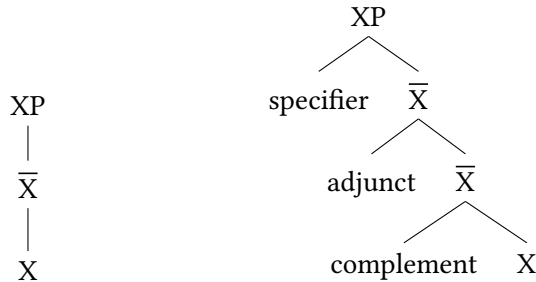 XP
X̅
X
XP
specifier X̅
adjunct X̅
complement X